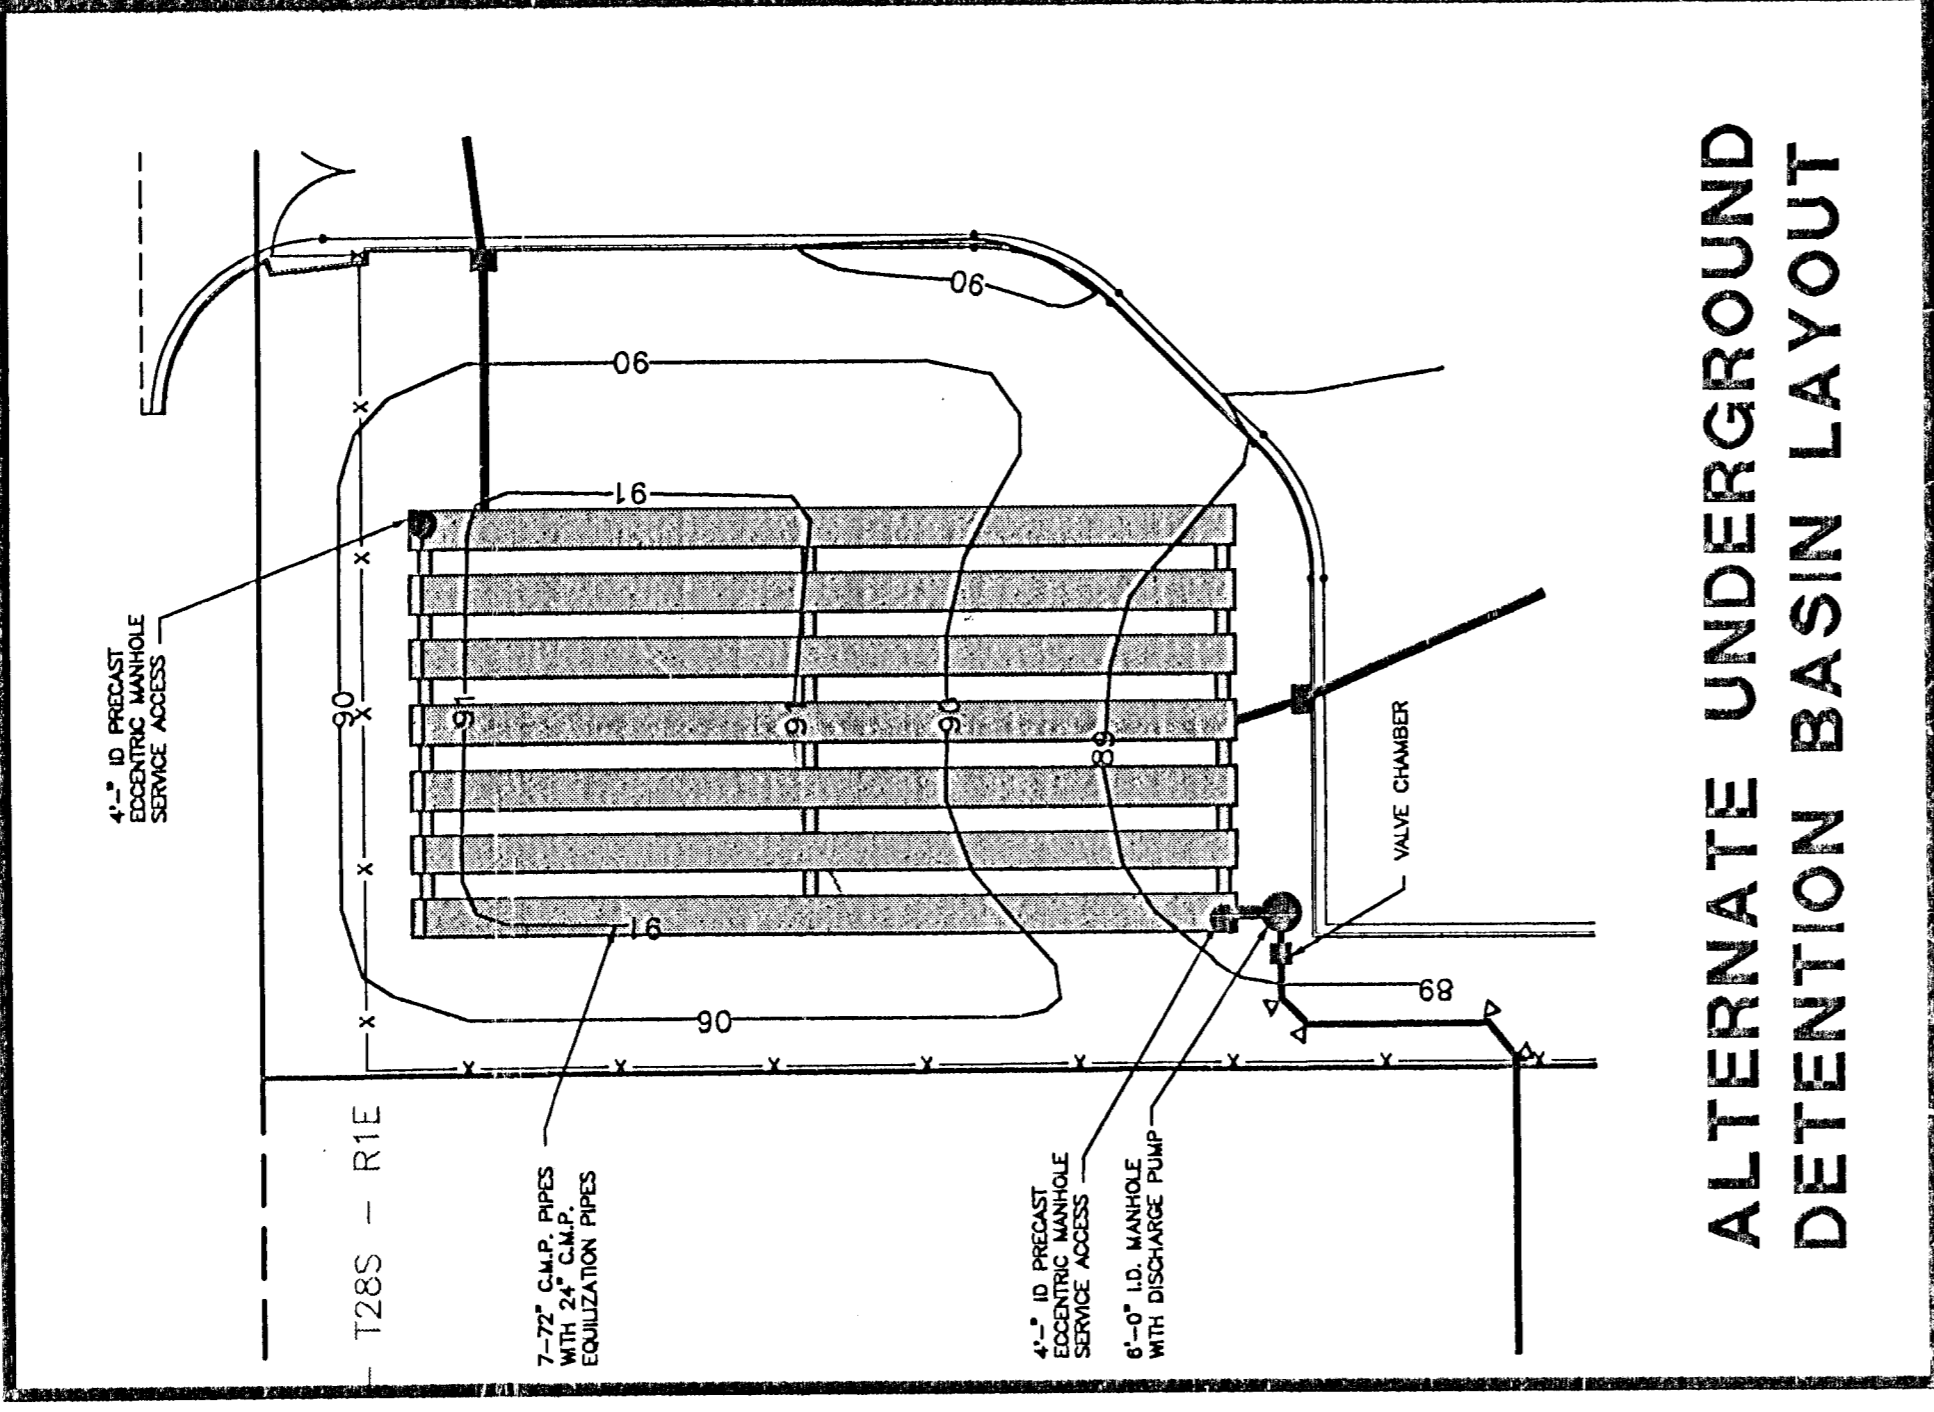 ALTERNATE UNDERGROUND
DETENTION BASIN LAYOUT
4'-" ID PRECAST
ECCENTRIC MANHOLE
SERVICE ACCESS
T28S - R1E
7-72" C.M.P. PIPES
WITH 24" C.M.P.
EQUILIZATION PIPES
4'-" ID PRECAST
ECCENTRIC MANHOLE
SERVICE ACCESS
6'-0" I.D. MANHOLE
WITH DISCHARGE PUMP
VALVE CHAMBER
90
90
90
90
90
91
91
91
91
89
89